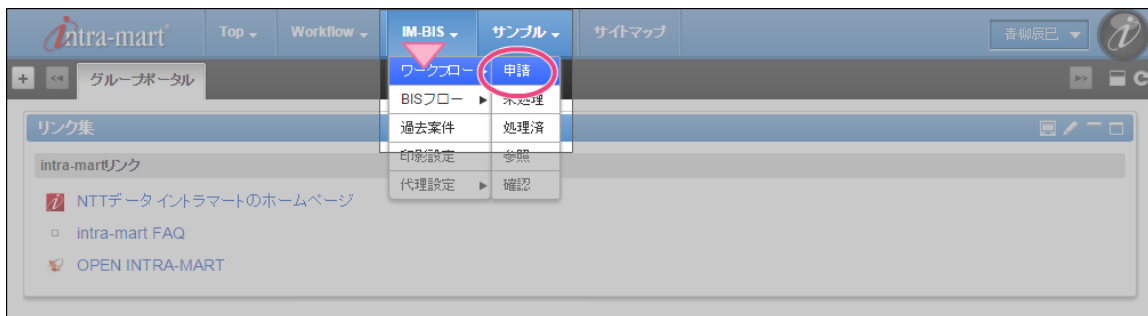 intra-mart Top Workflow IM-BIS サンプル サイトマップ 青柳辰巳
グループポータル
ワークフロー 申請
BISフロー 未処理
過去案件 処理済
印影設定 参照
代理設定 確認
リンク集
intra-martリンク
NTTデータ イントラマートのホームページ
intra-mart FAQ
OPEN INTRA-MART